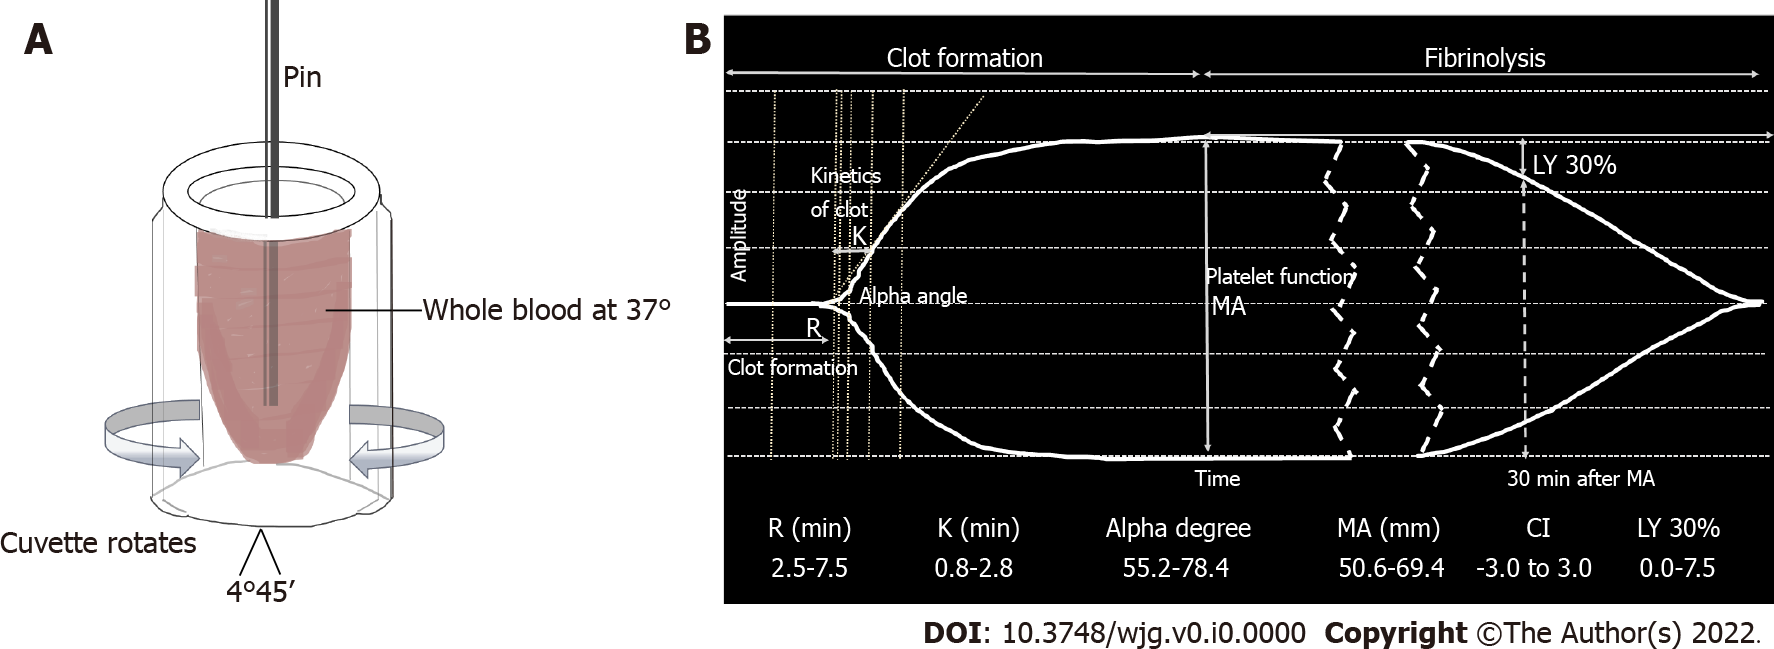 A
Pin
Whole blood at 37°
Cuvette rotates
4°45′
B
Clot formation
Fibrinolysis
LY 30%
Kinetics
of clot
K
Amplitude
Alpha angle
Platelet function
MA
R
Clot formation
Time
30 min after MA
R (min) K (min) Alpha degree MA (mm) CI LY 30%
2.5-7.5 0.8-2.8 55.2-78.4 50.6-69.4 -3.0 to 3.0 0.0-7.5
DOI: 10.3748/wjg.v0.i0.0000 Copyright ©The Author(s) 2022.